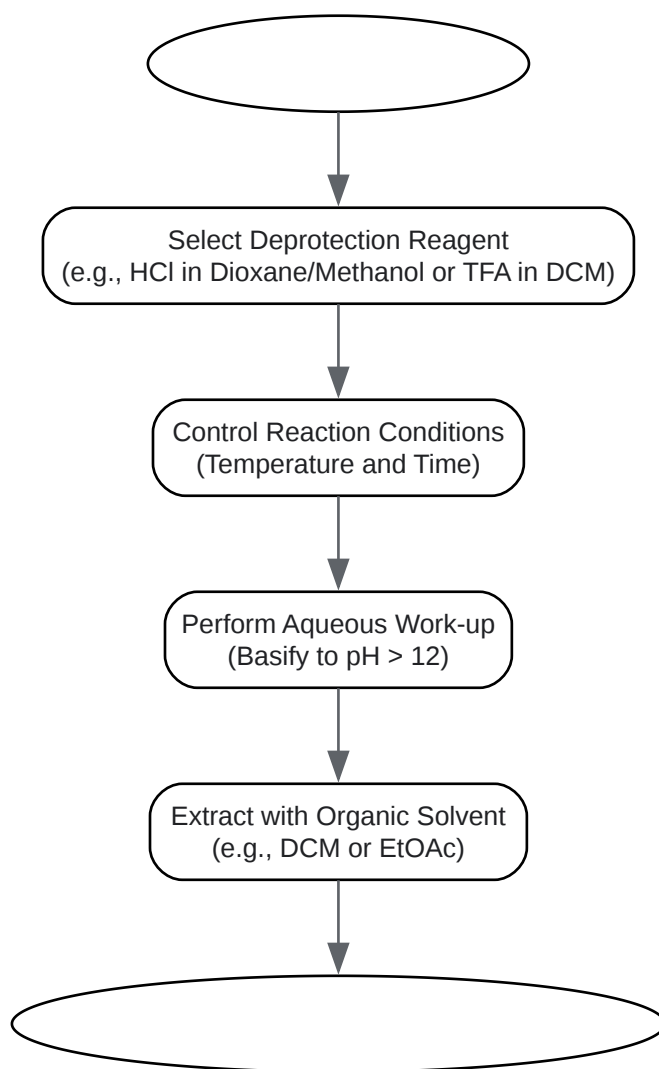 Select Deprotection Reagent
(e.g., HCl in Dioxane/Methanol or TFA in DCM)
Control Reaction Conditions
(Temperature and Time)
Perform Aqueous Work-up
(Basify to pH > 12)
Extract with Organic Solvent
(e.g., DCM or EtOAc)